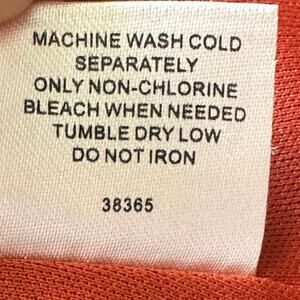 MACHINE WASH COLD
SEPARATELY
ONLY NON-CHLORINE
BLEACH WHEN NEEDED
TUMBLE DRY LOW
DO NOT IRON
38365